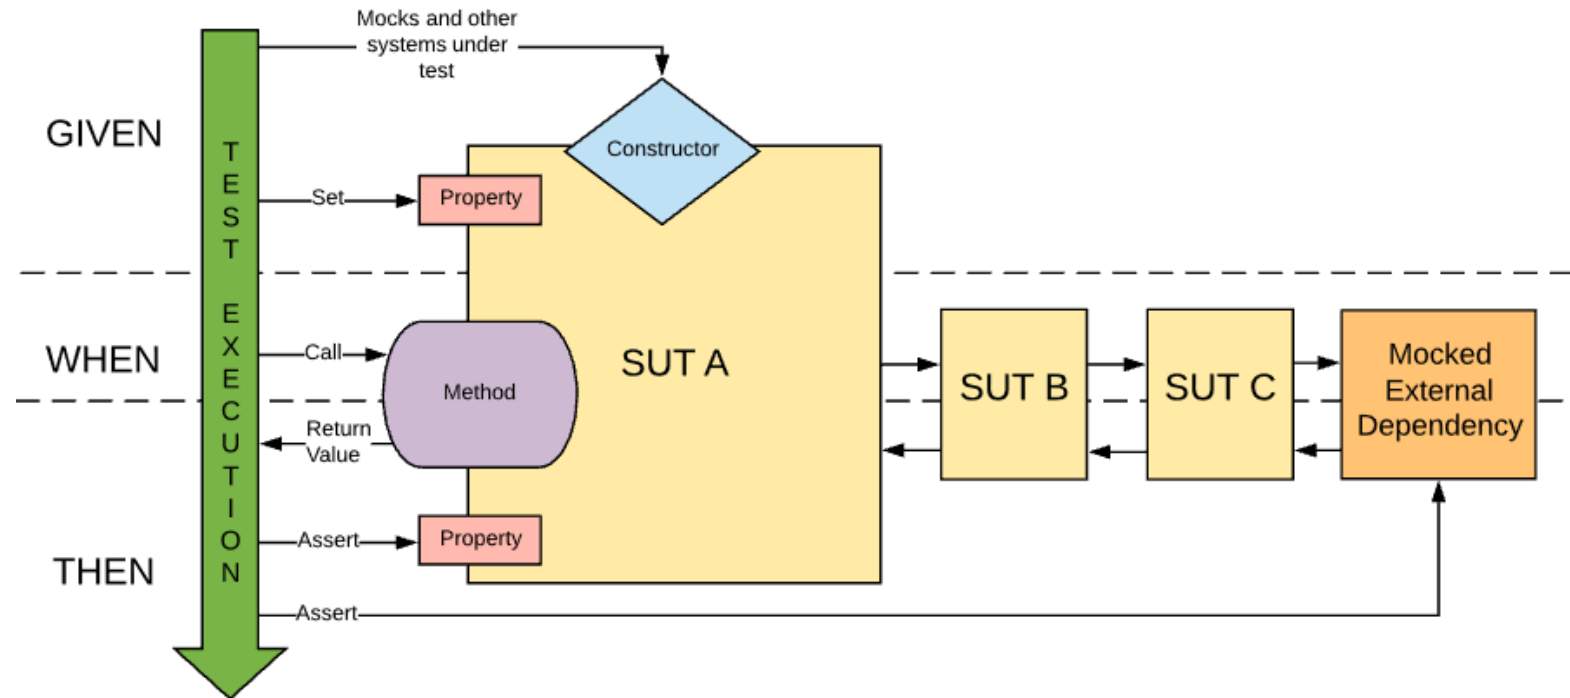 Mocks and other
systems under
test
GIVEN
Constructor
Set
Property
TEST EXECUTION
WHEN
Call
Method
SUT A
SUT B
SUT C
Mocked
External
Dependency
Return
Value
THEN
Assert
Property
Assert